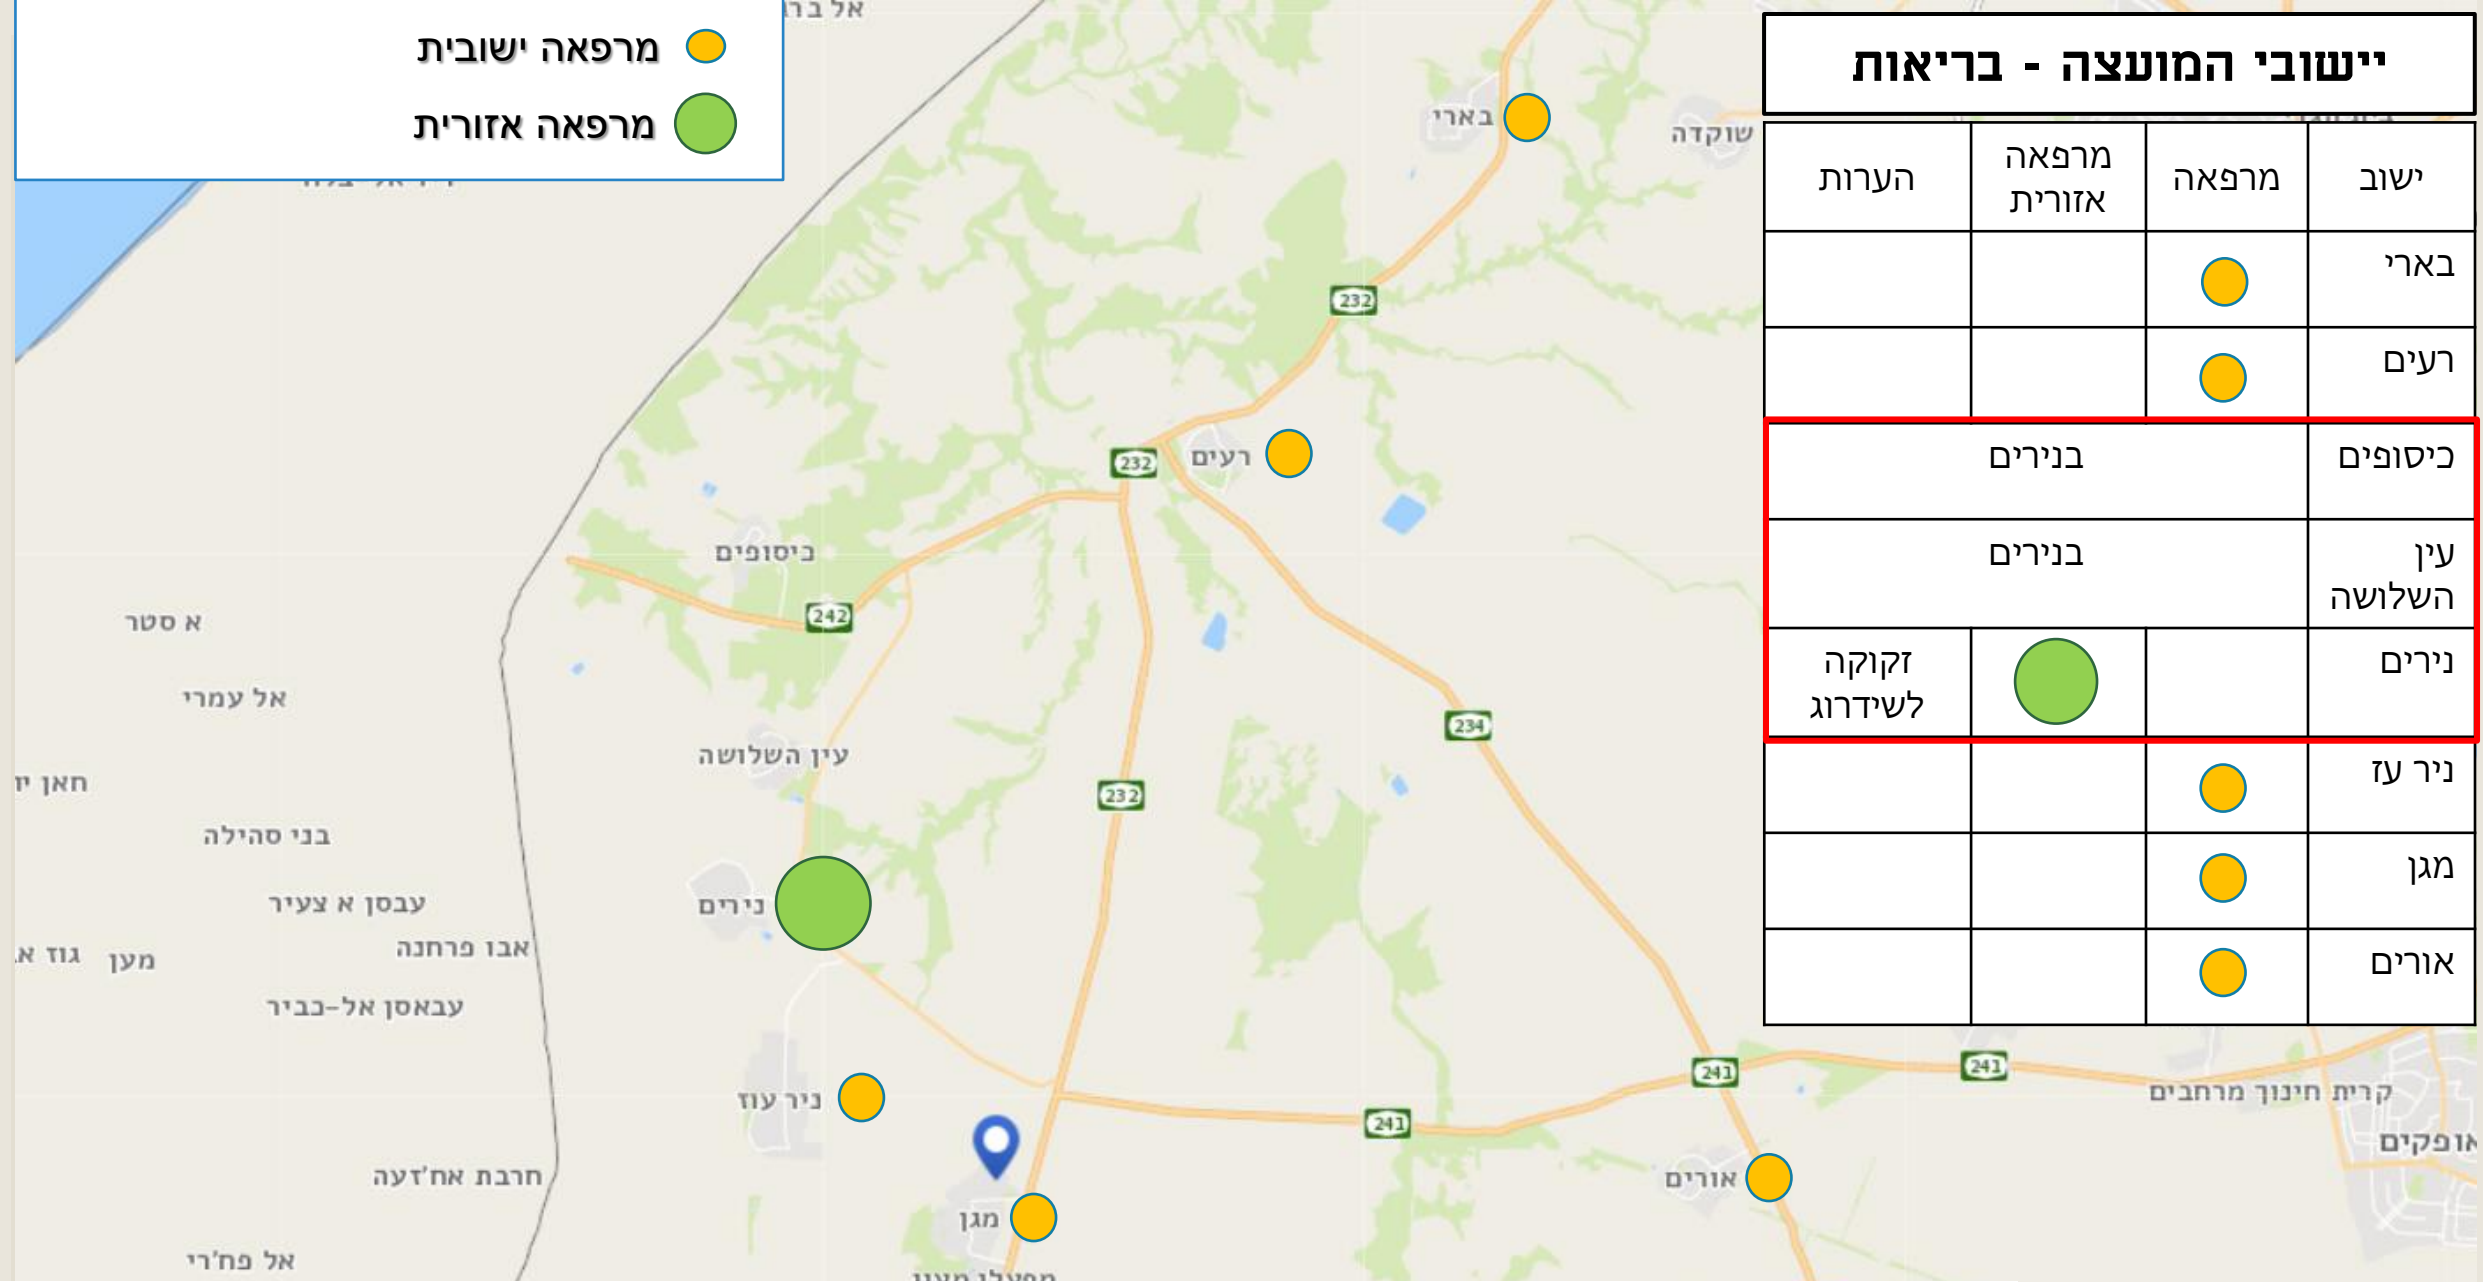 מרפאה ישובית
מרפאה אזורית
יישובי המועצה - בריאות
ישוב
מרפאה
מרפאה
אזורית
הערות
בארי
רעים
כיסופים
בנירים
עין
השלושה
בנירים
נירים
זקוקה
לשידרוג
ניר עז
מגן
אורים
בארי
שוקדה
232
232
רעים
כיסופים
242
א סטר
אל עמרי
עין השלושה
234
חאן
232
בני סהילה
עבסן א צעיר
נירים
אבו פרחנה
מען
גוז
עבאסן אל-כביר
241
241
ניר עוז
241
קרית חינוך מרחבים
אופקים
חרבת אח'זעה
אורים
מגן
אל פח'רי